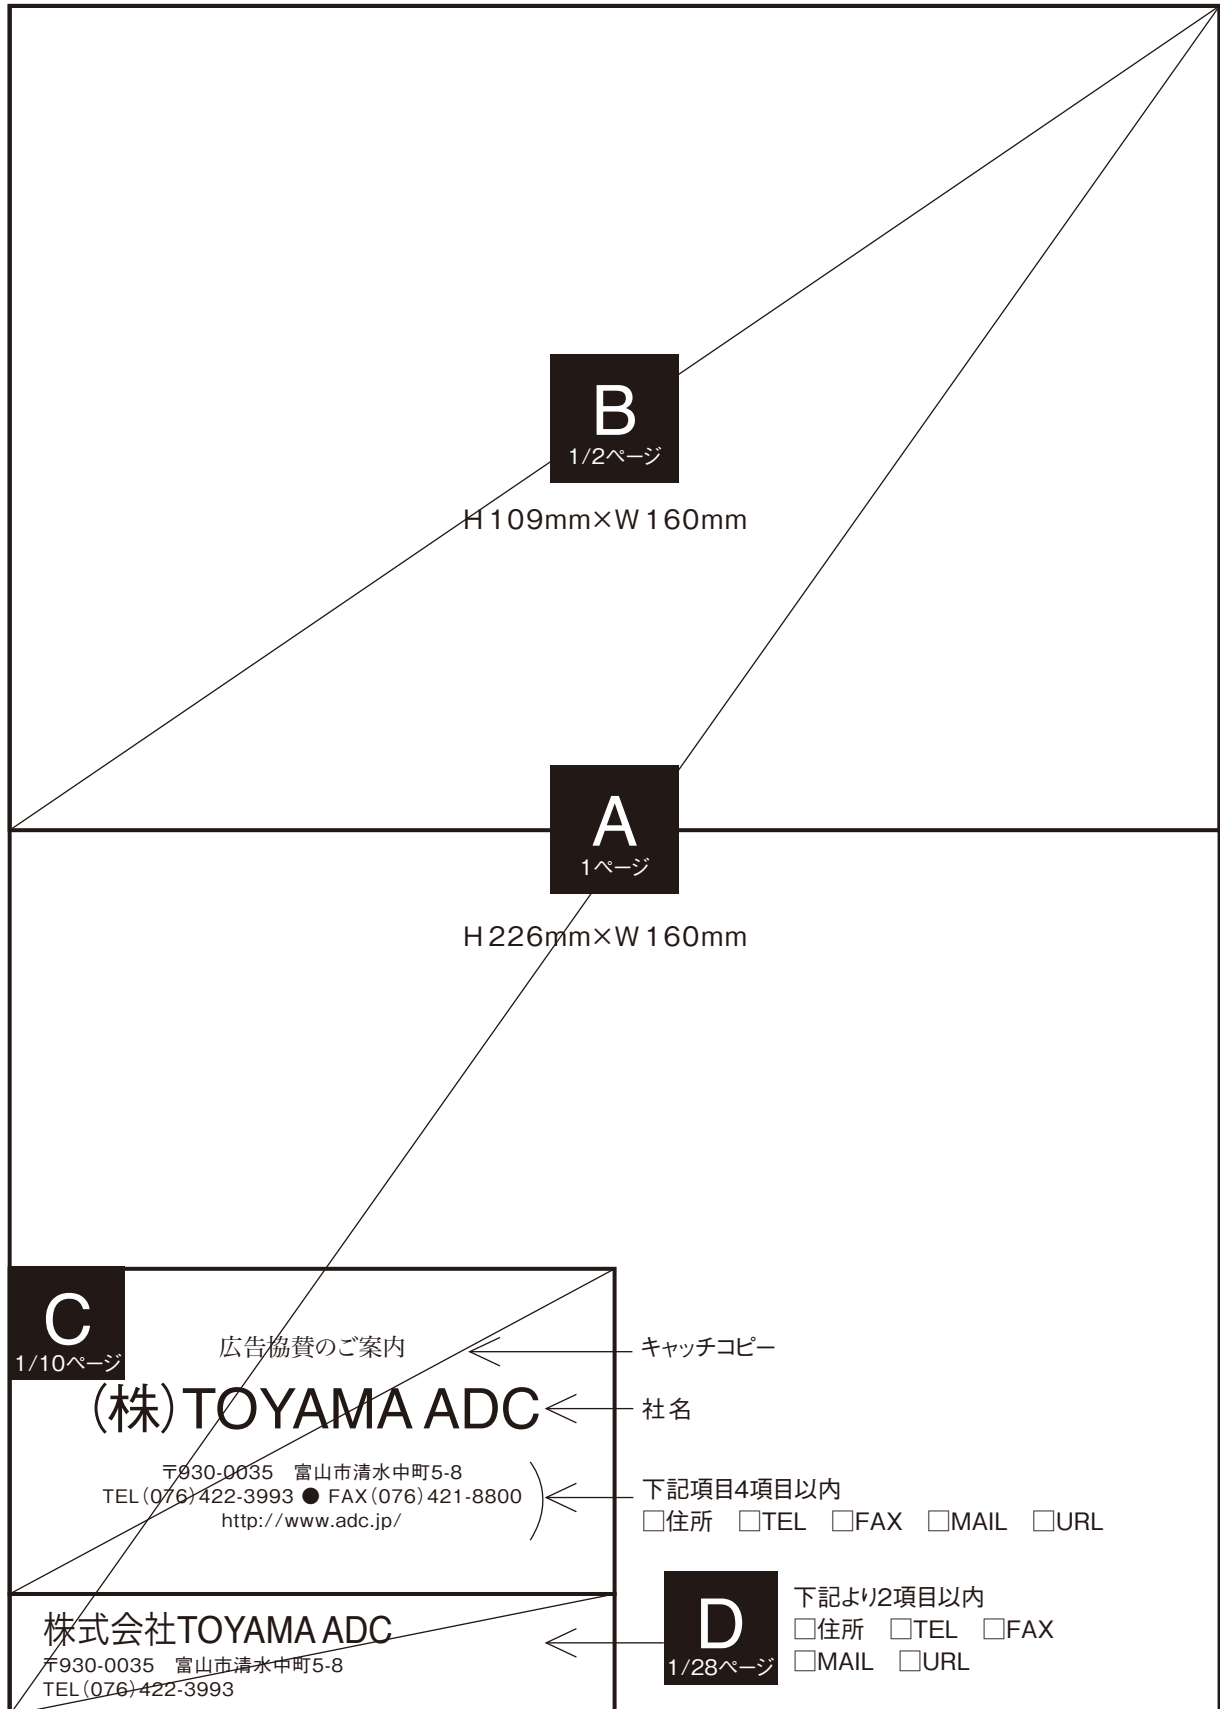 B
1/2ページ
H109mm×W160mm
A
1ページ
H226mm×W160mm
C
1/10ページ
広告協賛のご案内
キャッチコピー
(株)TOYAMA ADC
社名
〒930-0035　富山市清水中町5-8
TEL(076)422-3993 ● FAX(076)421-8800
http://www.adc.jp/
下記項目4項目以内
□住所　□TEL　□FAX　□MAIL　□URL
株式会社TOYAMA ADC
〒930-0035　富山市清水中町5-8
TEL(076)422-3993
D
1/28ページ
下記より2項目以内
□住所　□TEL　□FAX
□MAIL　□URL